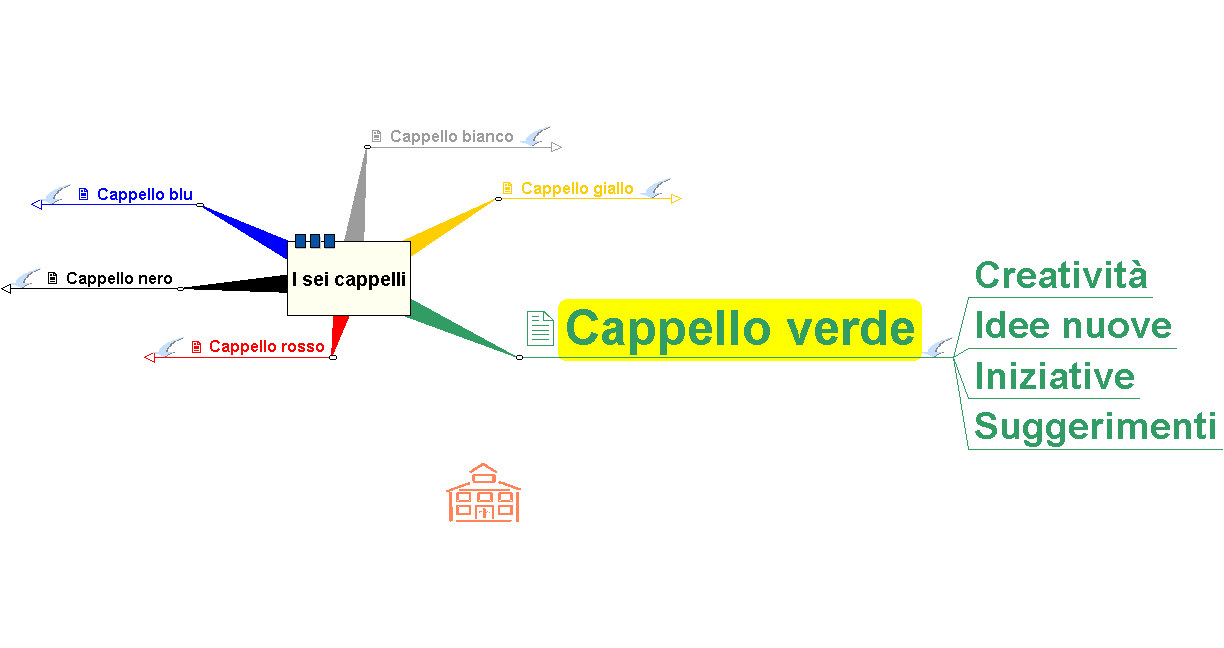 Cappello bianco
Cappello giallo
Cappello blu
Cappello nero
I sei cappelli
Cappello rosso
Cappello verde
Creatività
Idee nuove
Iniziative
Suggerimenti